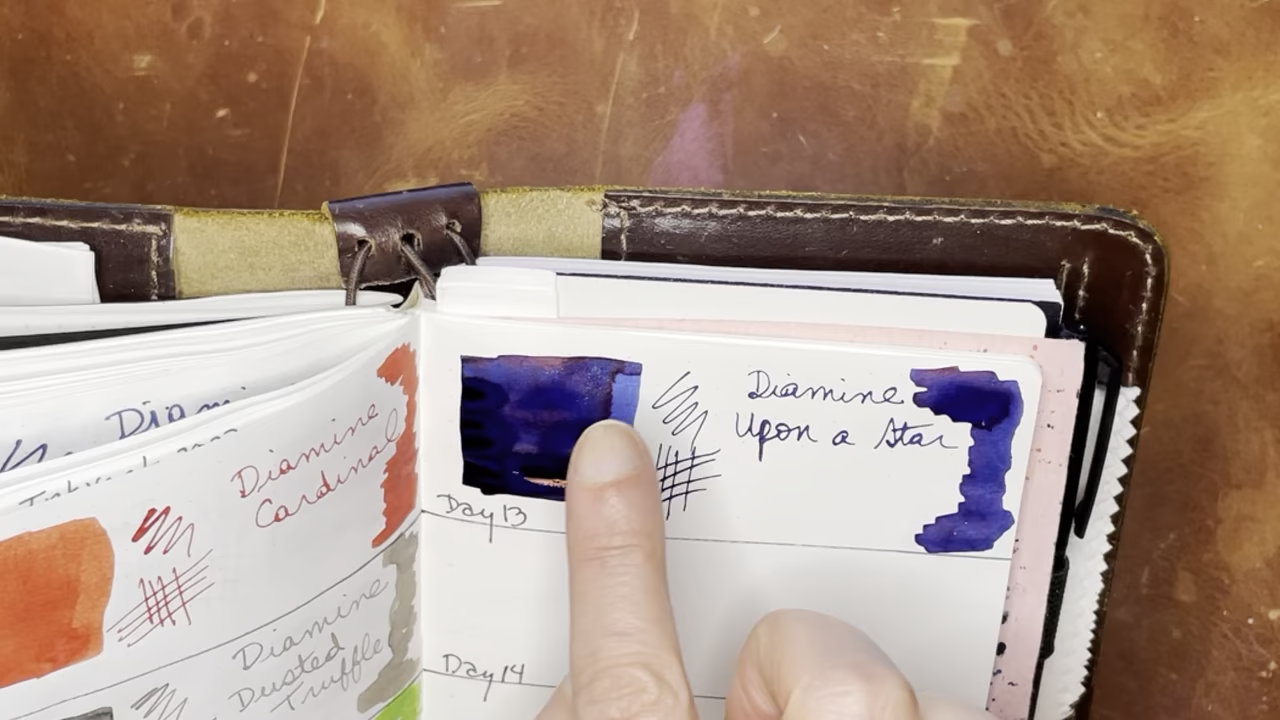 Diamine
Cardinal
Diamine
Dusted
Truffle
Diamine
Upon a Star
Day 13
Day 14